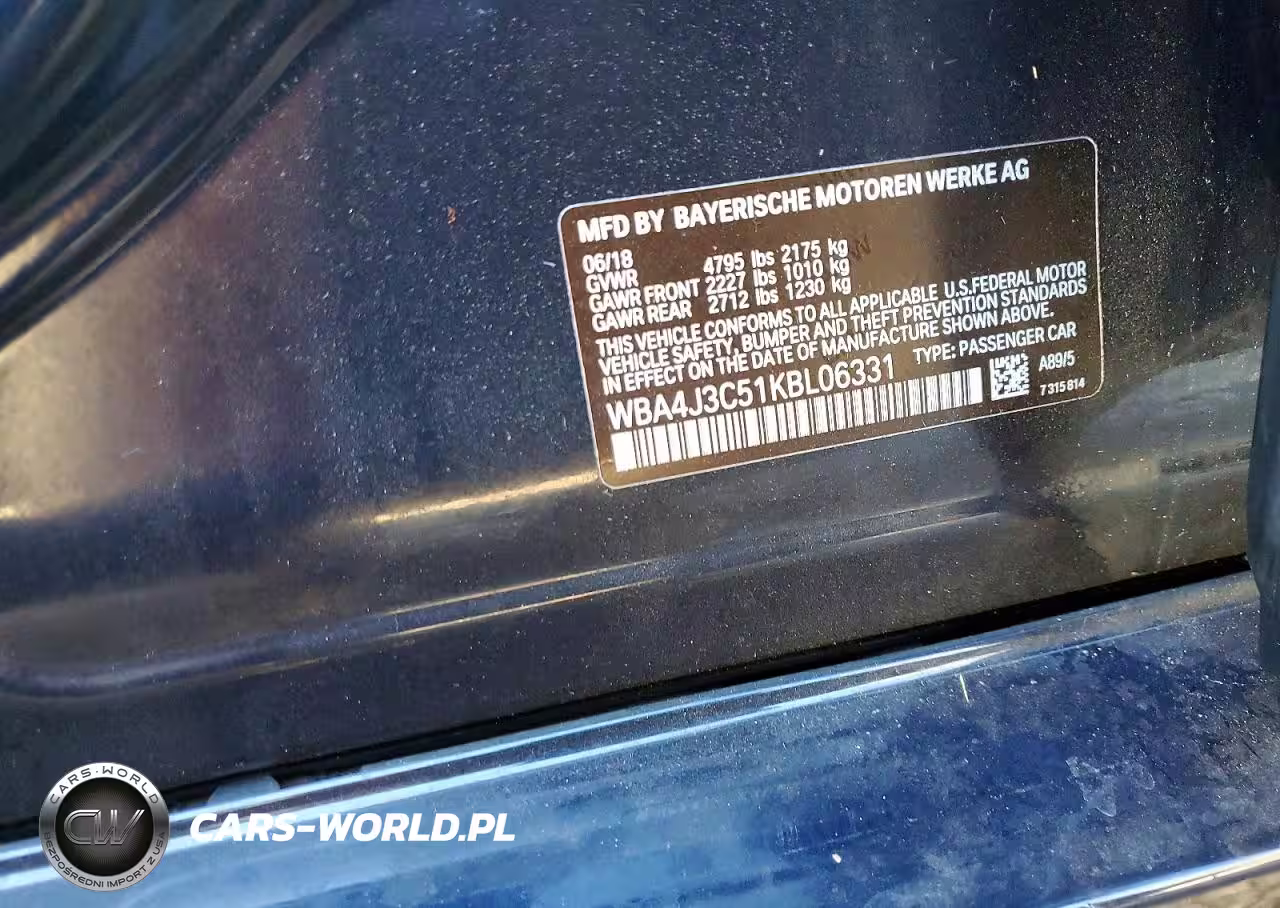 MFD BY BAYERISCHE MOTOREN WERKE AG
06/18
GVWR 4795 lbs 2175 kg
GAWR FRONT 2227 lbs 1010 kg
GAWR REAR 2712 lbs 1230 kg
THIS VEHICLE CONFORMS TO ALL APPLICABLE U.S.FEDERAL MOTOR
VEHICLE SAFETY, BUMPER AND THEFT PREVENTION STANDARDS
IN EFFECT ON THE DATE OF MANUFACTURE SHOWN ABOVE.
WBA4J3C51KBL06331 TYPE: PASSENGER CAR
A89/5
7 315 814
CARS-WORLD
CW
BEZPOŚREDNI IMPORT Z USA
CARS-WORLD.PL